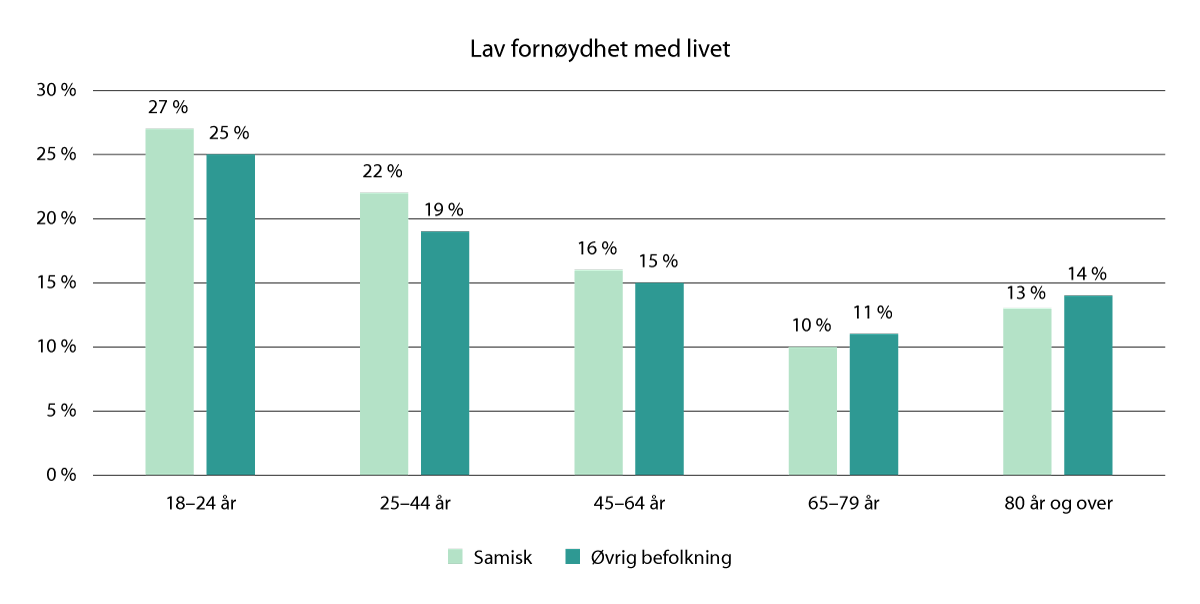 Lav fornøydhet med livet
30 %
25 %
20 %
15 %
10 %
5 %
0 %
27 %
25 %
22 %
19 %
16 %
15 %
10 %
11 %
13 %
14 %
18–24 år
25–44 år
45–64 år
65–79 år
80 år og over
Samisk
Øvrig befolkning